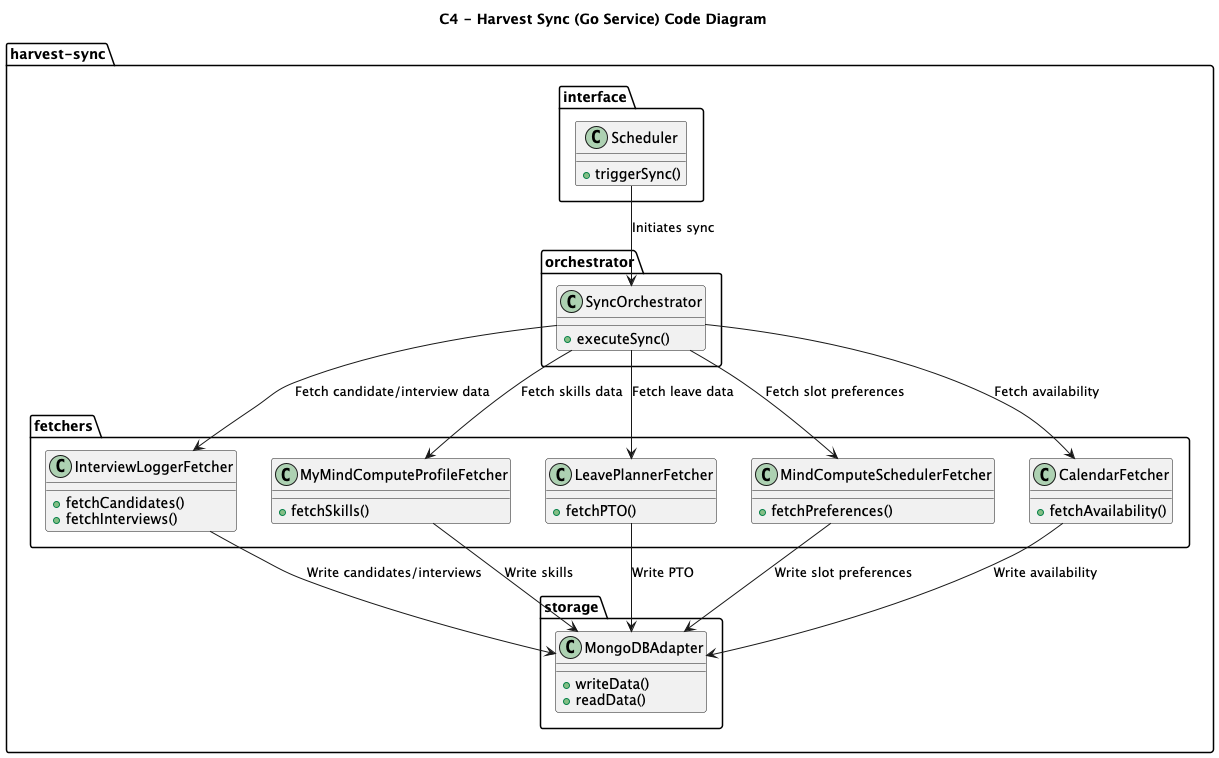 C4 - Harvest Sync (Go Service) Code Diagram
harvest-sync
interface
C Scheduler
triggerSync()
Initiates sync
orchestrator
C SyncOrchestrator
executeSync()
Fetch candidate/interview data
Fetch skills data
Fetch leave data
Fetch slot preferences
Fetch availability
fetchers
C InterviewLoggerFetcher
fetchCandidates()
fetchInterviews()
C MyMindComputeProfileFetcher
fetchSkills()
C LeavePlannerFetcher
fetchPTO()
C MindComputeSchedulerFetcher
fetchPreferences()
C CalendarFetcher
fetchAvailability()
Write candidates/interviews
Write skills
Write PTO
Write slot preferences
Write availability
storage
C MongoDBAdapter
writeData()
readData()